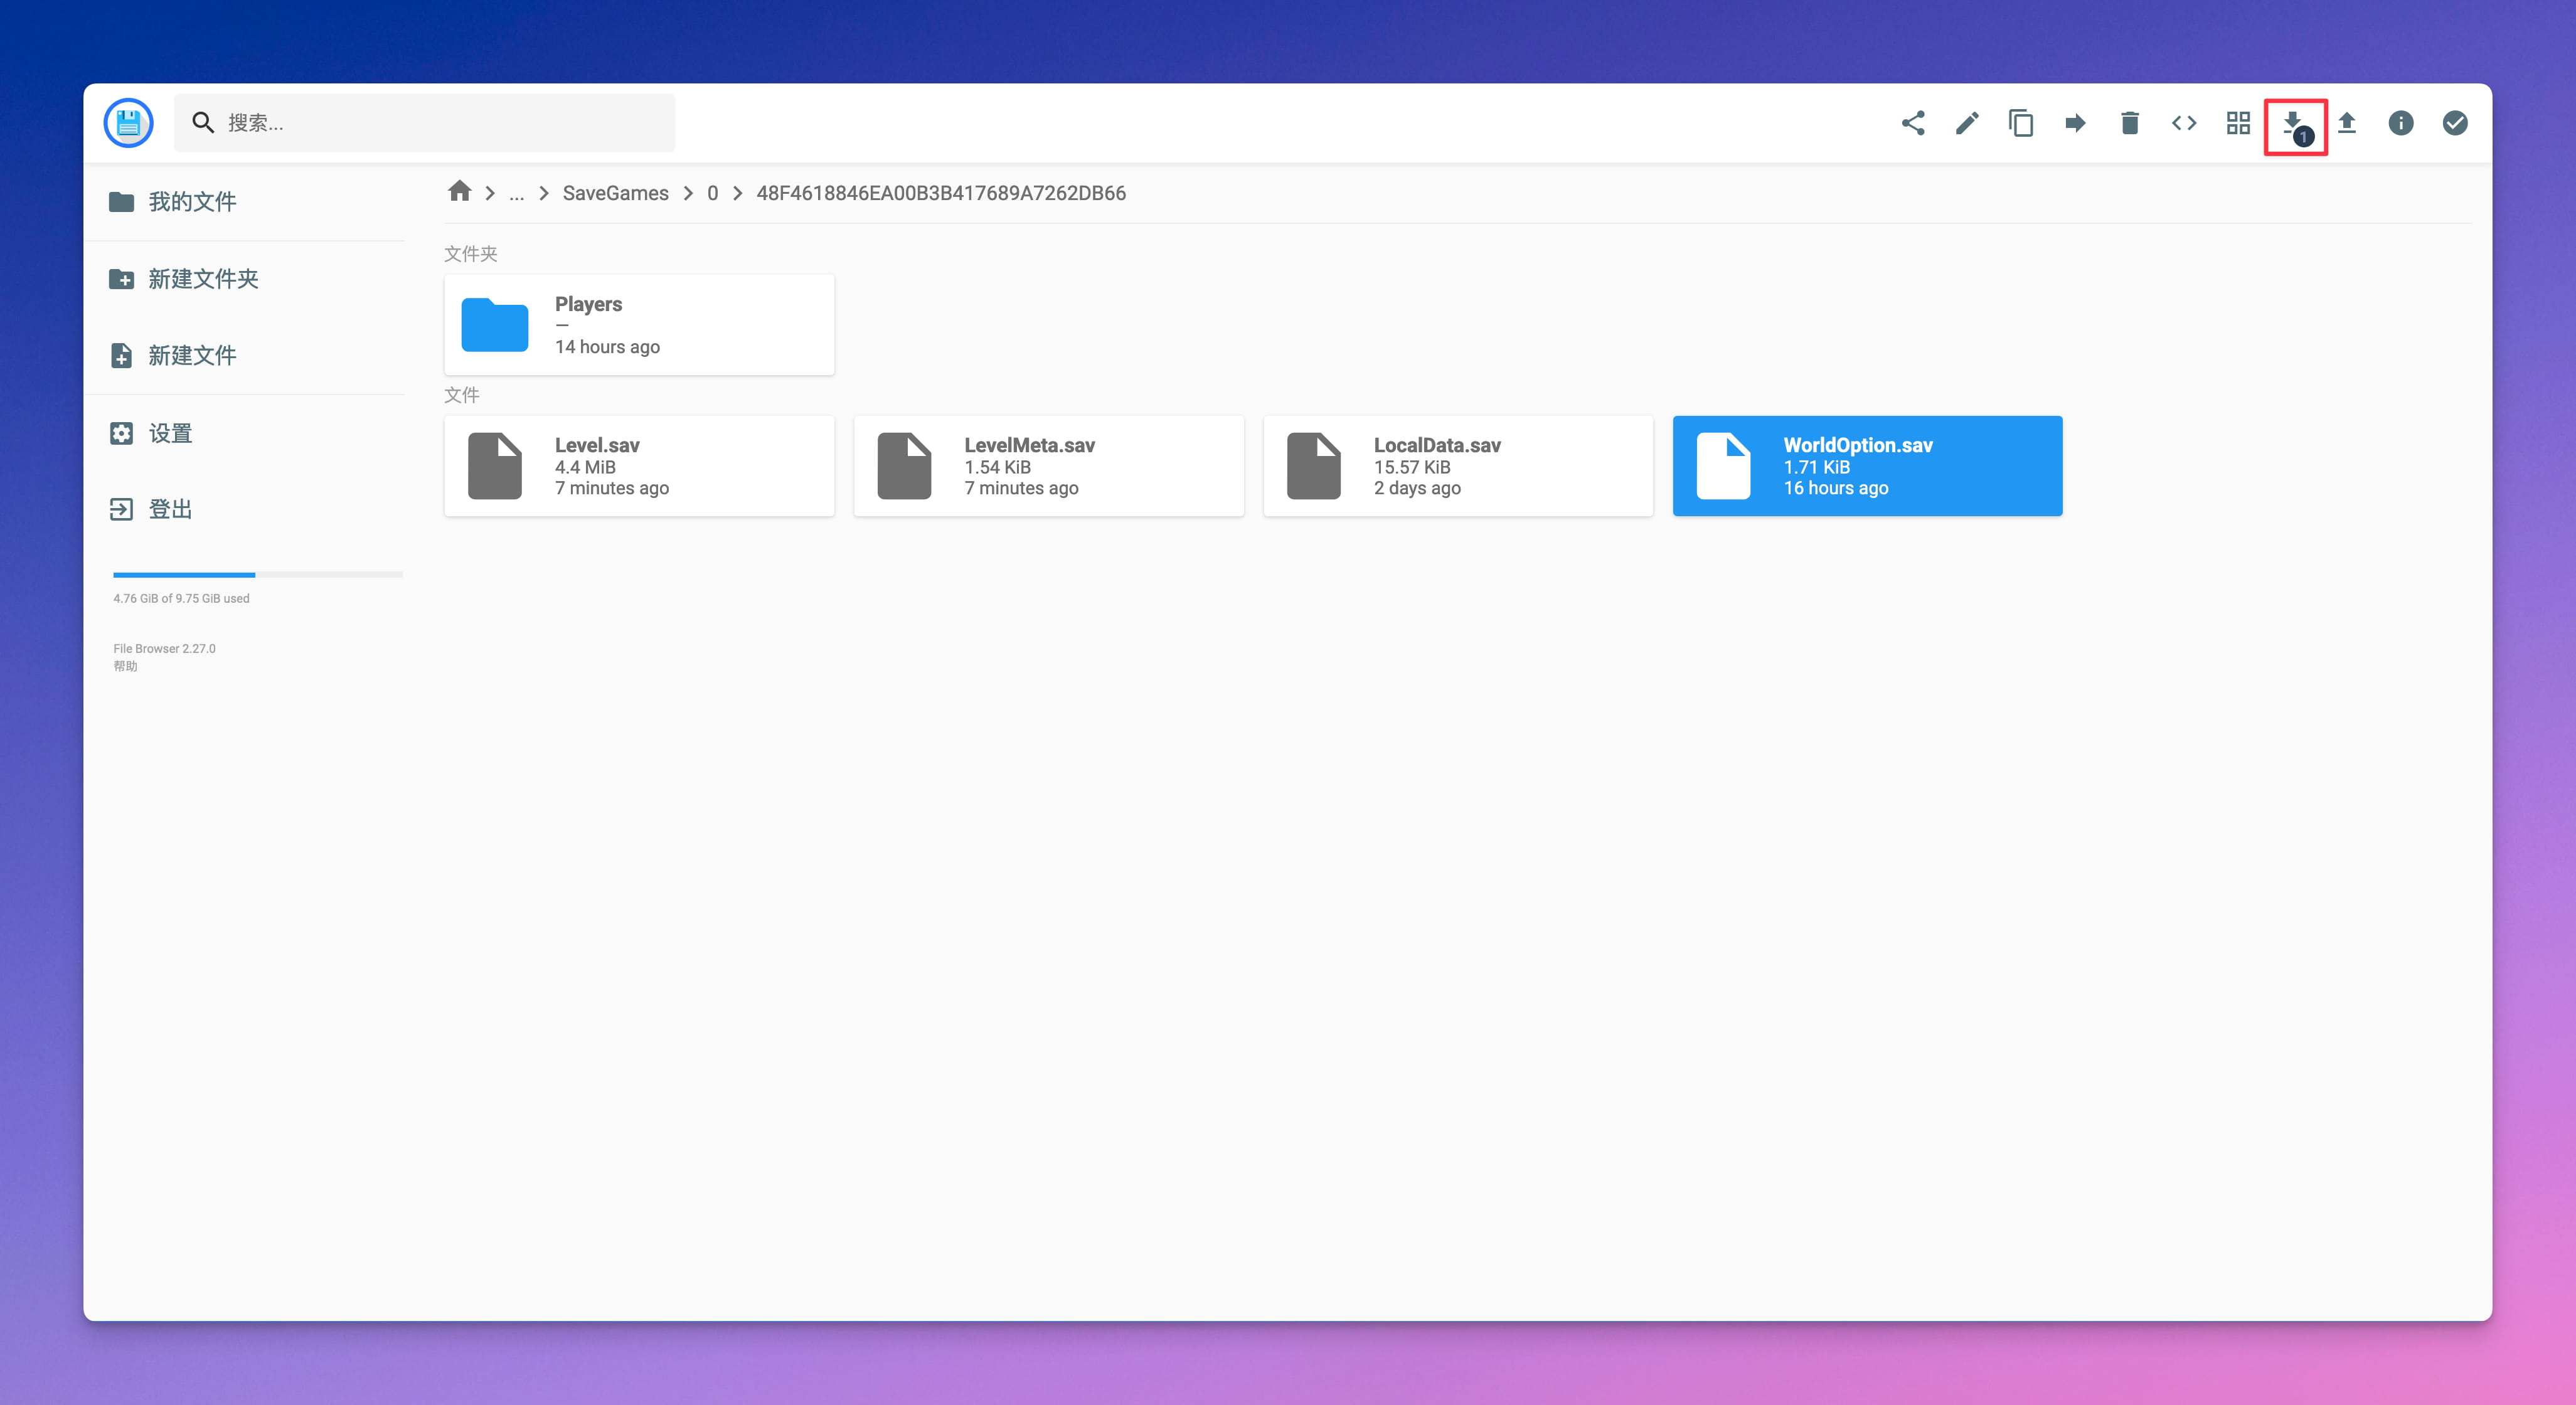 搜索...
1
我的文件
新建文件夹
新建文件
设置
登出
4.76 GiB of 9.75 GiB used
File Browser 2.27.0
帮助
... SaveGames 0 48F4618846EA00B3B417689A7262DB66
文件夹
Players
—
14 hours ago
文件
Level.sav
4.4 MiB
7 minutes ago
LevelMeta.sav
1.54 KiB
7 minutes ago
LocalData.sav
15.57 KiB
2 days ago
WorldOption.sav
1.71 KiB
16 hours ago